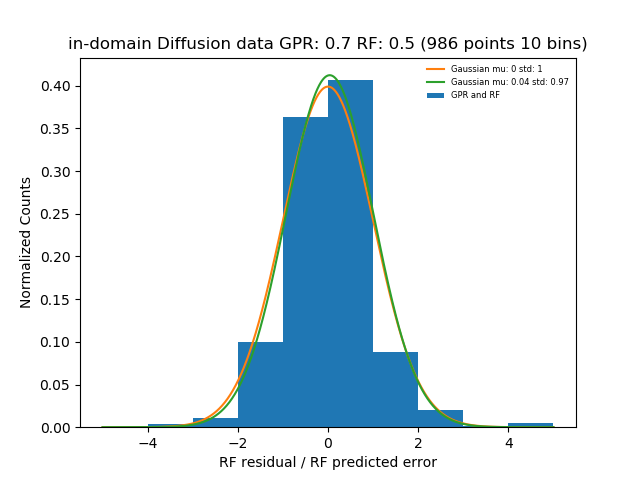 in-domain Diffusion data GPR: 0.7 RF: 0.5 (986 points 10 bins)
Gaussian mu: 0 std: 1
Gaussian mu: 0.04 std: 0.97
GPR and RF
Normalized Counts
0.40
0.35
0.30
0.25
0.20
0.15
0.10
0.05
0.00
−4 −2 0 2 4
RF residual / RF predicted error